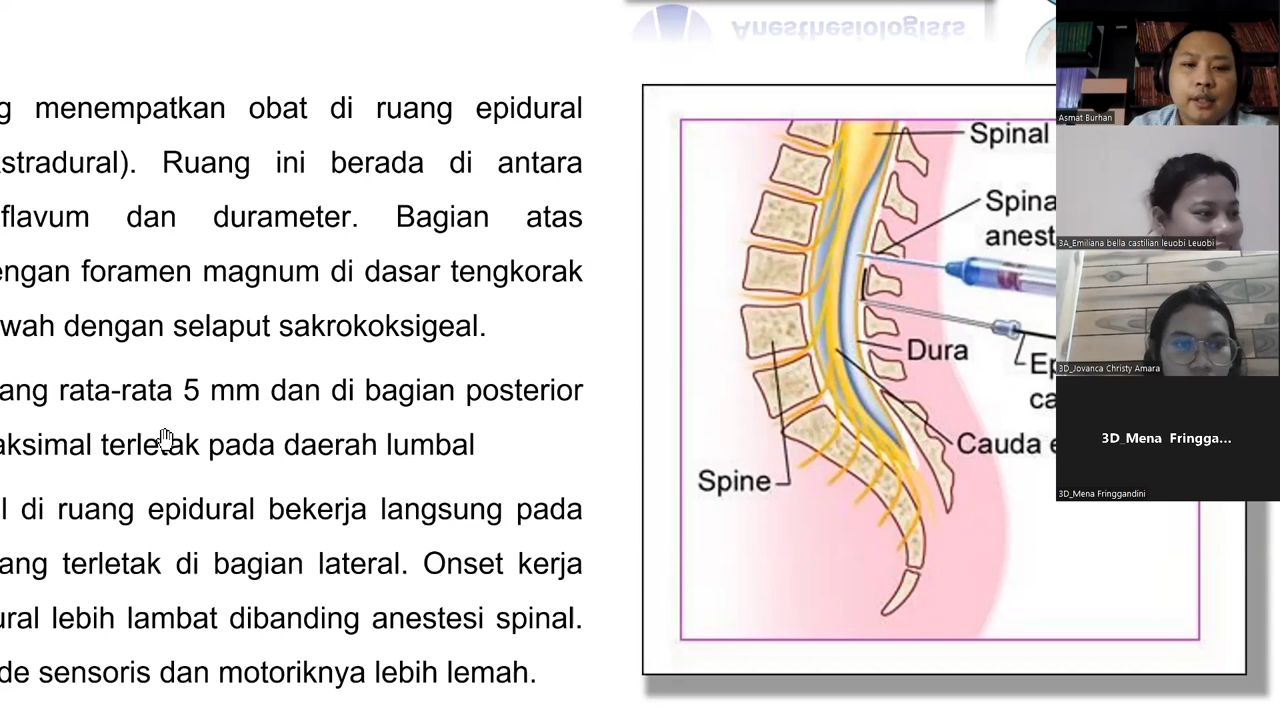 Anesthesiologists
g menempatkan obat di ruang epidural
stradural). Ruang ini berada di antara
flavum dan durameter. Bagian atas
engan foramen magnum di dasar tengkorak
wah dengan selaput sakrokoksigeal.
ang rata-rata 5 mm dan di bagian posterior
aksimal terletak pada daerah lumbal
l di ruang epidural bekerja langsung pada
ang terletak di bagian lateral. Onset kerja
ural lebih lambat dibanding anestesi spinal.
de sensoris dan motoriknya lebih lemah.
Spinal
Spina
anest
Dura
Ep
ca
Cauda e
Spine
Asmat Burhan
3A_Emiliana bella castilian leuobi Leuobi
3D_Jovanca Christy Amara
3D_Mena Fringga...
3D_Mena Fringgandini